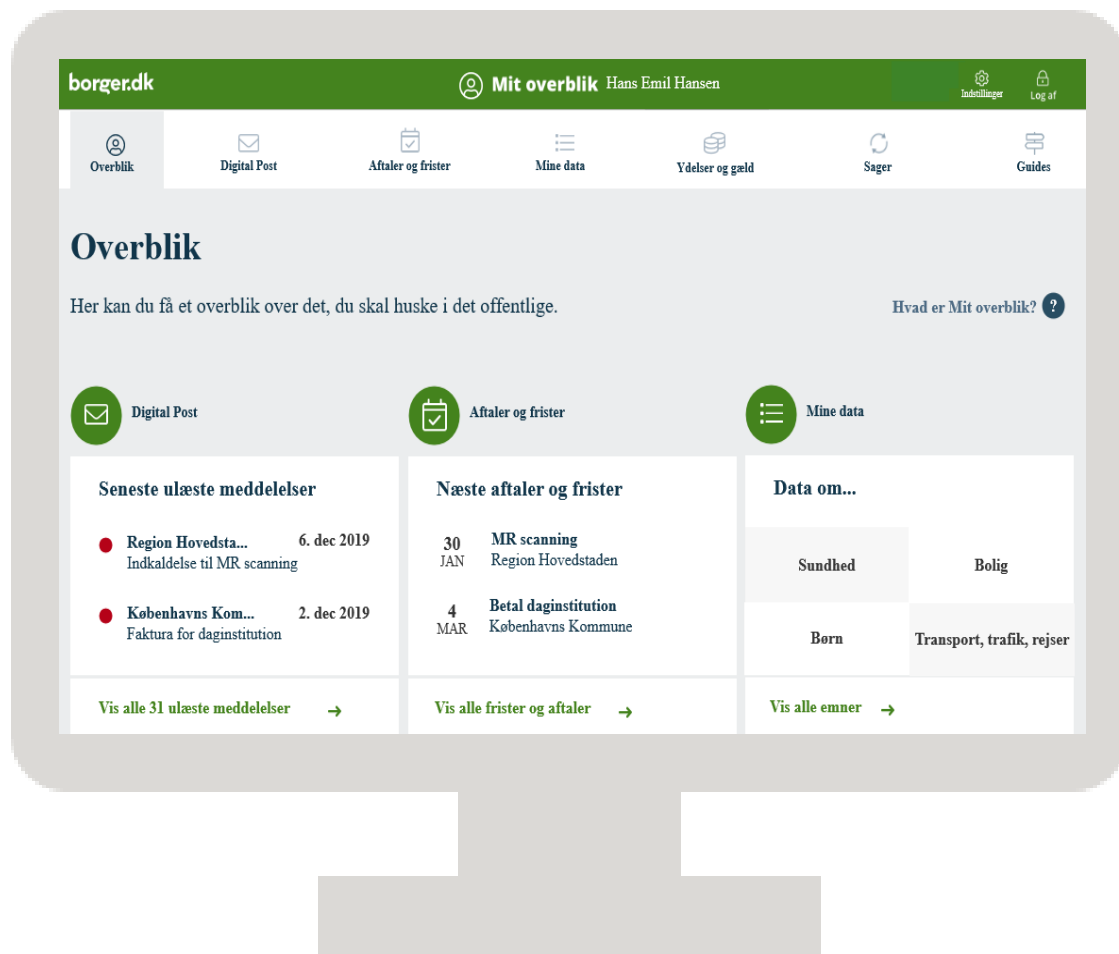 borger.dk
Mit overblik Hans Emil Hansen
Indstillinger
Log af
Overblik
Digital Post
Aftaler og frister
Mine data
Ydelser og gæld
Sager
Guides
Overblik
Her kan du få et overblik over det, du skal huske i det offentlige.
Hvad er Mit overblik? ?
Digital Post
Seneste ulæste meddelelser
Region Hovedsta... 6. dec 2019
Indkaldelse til MR scanning
Københavns Kom... 2. dec 2019
Faktura for daginstitution
Vis alle 31 ulæste meddelelser →
Aftaler og frister
Næste aftaler og frister
30 MR scanning
JAN Region Hovedstaden
4 Betal daginstitution
MAR Københavns Kommune
Vis alle frister og aftaler →
Mine data
Data om...
Sundhed
Bolig
Børn
Transport, trafik, rejser
Vis alle emner →